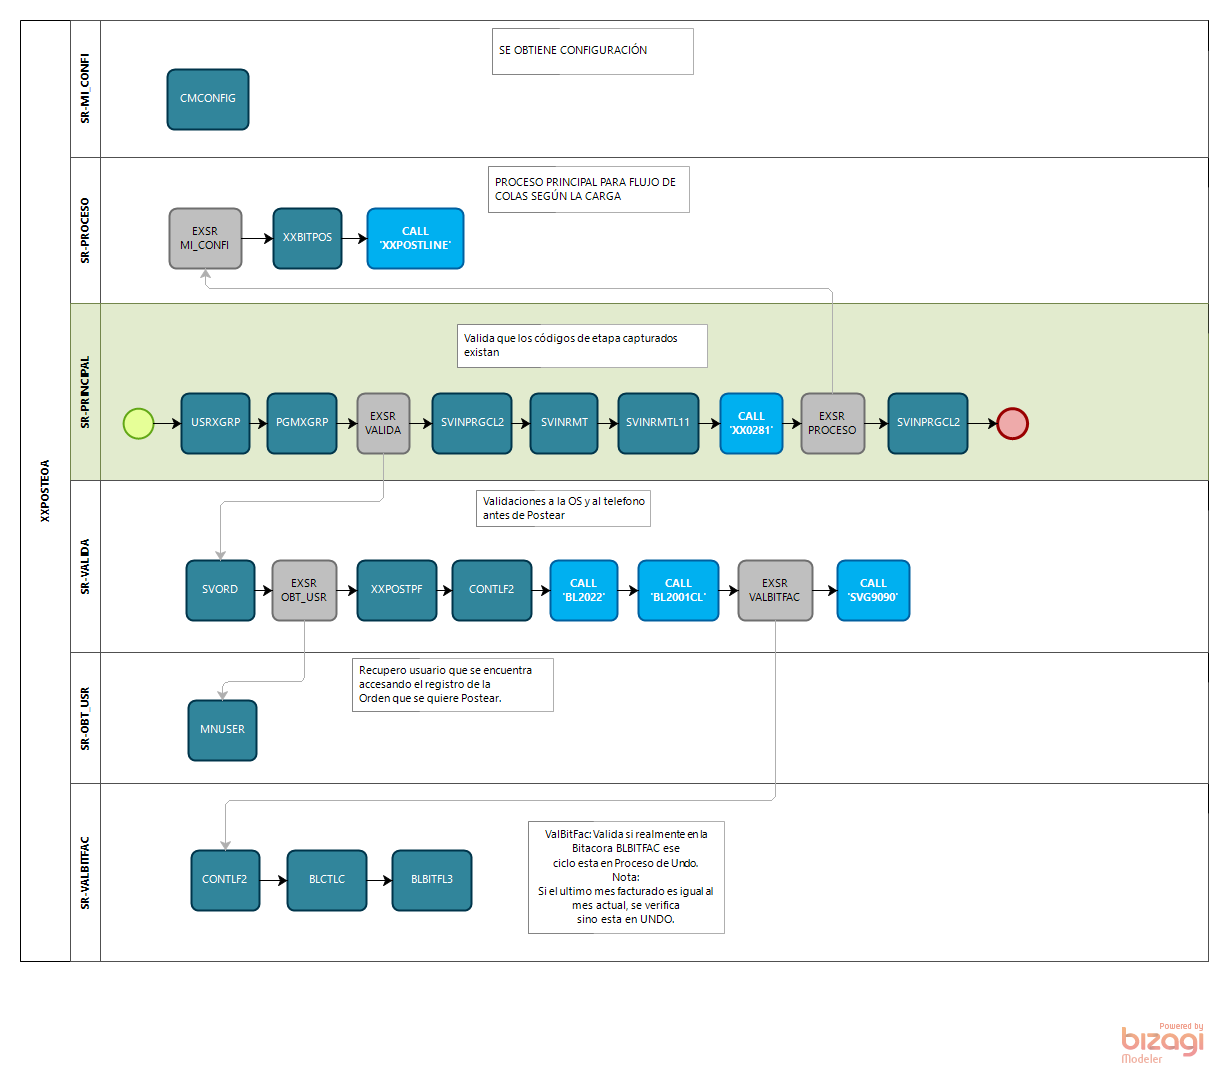 XXPOSTEOA
SR-MI_CONFI
SE OBTIENE CONFIGURACIÓN
CMCONFIG
SR-PROCESO
PROCESO PRINCIPAL PARA FLUJO DE
COLAS SEGÚN LA CARGA
EXSR
MI_CONFI
XXBITPOS
CALL
'XXPOSTLINE'
SR-PRINCIPAL
Valida que los códigos de etapa capturados
existan
USRXGRP
PGMXGRP
EXSR
VALIDA
SVINPRGCL2
SVINRMT
SVINRMTL11
CALL
'XX0281'
EXSR
PROCESO
SVINPRGCL2
SR-VALIDA
Validaciones a la OS y al telefono
antes de Postear
SVORD
EXSR
OBT_USR
XXPOSTPF
CONTLF2
CALL
'BL2022'
CALL
'BL2001CL'
EXSR
VALBITFAC
CALL
'SVG9090'
SR-OBT_USR
Recupero usuario que se encuentra
accesando el registro de la
Orden que se quiere Postear.
MNUSER
SR-VALBITFAC
ValBitFac: Valida si realmente en la
Bitacora BLBITFAC ese
ciclo esta en Proceso de Undo.
Nota:
Si el ultimo mes facturado es igual al
mes actual, se verifica
sino esta en UNDO.
CONTLF2
BLCTLC
BLBITFL3
Powered by
bizagi
Modeler